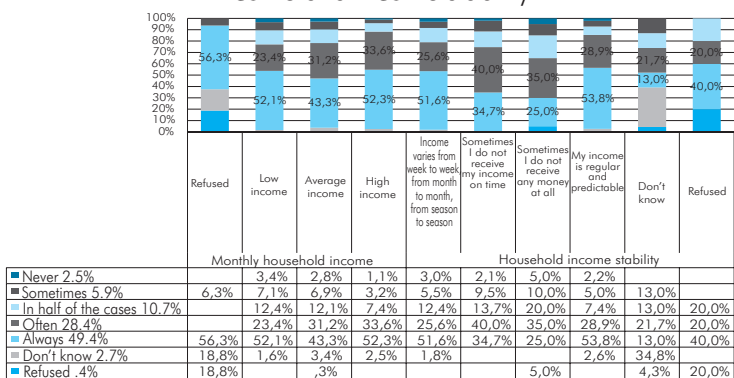 100%
90%
80%
70%
60%
50%
40%
30%
20%
10%
0%
56,3% 23,4% 31,2% 33,6% 25,6% 40,0% 35,0% 28,9% 21,7% 20,0%
52,1% 43,3% 52,3% 51,6% 34,7% 25,0% 53,8% 13,0% 40,0%
Refused
Low
income
Average
income
High
income
Income
varies from
week to week,
from month
to month,
from season
to season
Sometimes
I do not
receive
my income
on time
Sometimes
I do not
receive
any money
at all
My income
is regular
and
predictable
Don't
know
Refused
Monthly household income Household income stability
Never 2.5% 3,4% 2,8% 1,1% 3,0% 2,1% 5,0% 2,2%
Sometimes 5.9% 6,3% 7,1% 6,9% 3,2% 5,5% 9,5% 10,0% 5,0% 13,0%
In half of the cases 10.7% 12,4% 12,1% 7,4% 12,4% 13,7% 20,0% 7,4% 13,0% 20,0%
Often 28.4% 23,4% 31,2% 33,6% 25,6% 40,0% 35,0% 28,9% 21,7% 20,0%
Always 49.4% 56,3% 52,1% 43,3% 52,3% 51,6% 34,7% 25,0% 53,8% 13,0% 40,0%
Don't know 2.7% 18,8% 1,6% 3,4% 2,5% 1,8% 2,6% 34,8%
Refused .4% 18,8% ,3% 5,0% 4,3% 20,0%